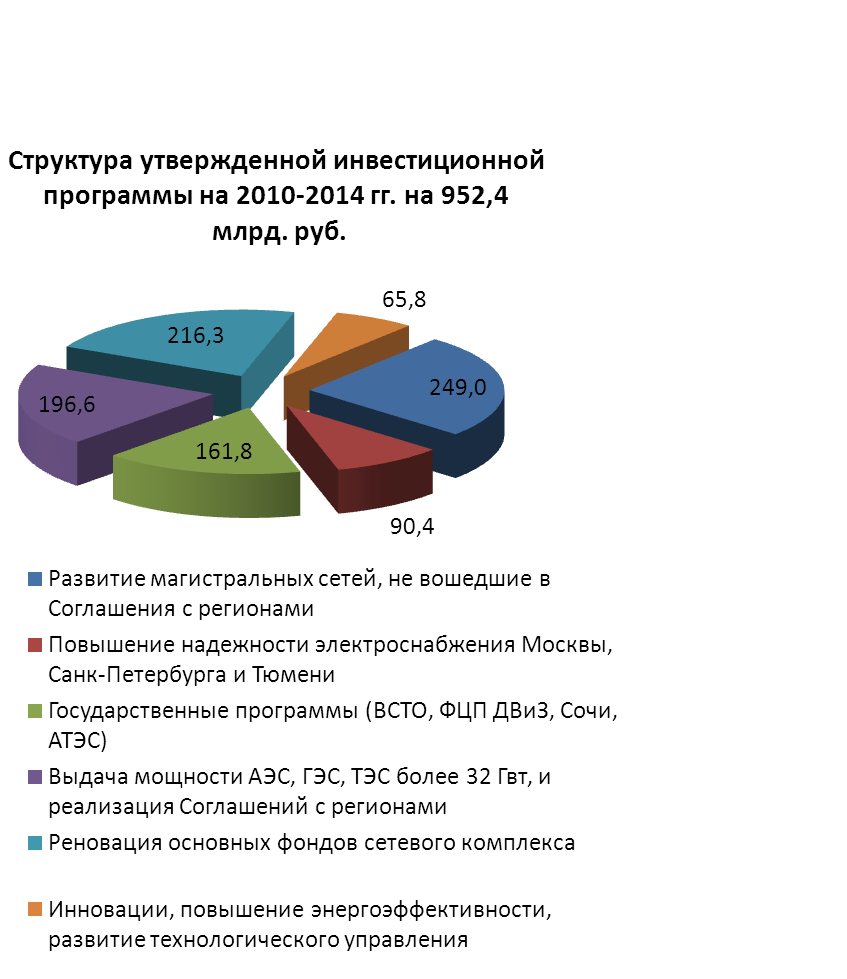 Структура утвержденной инвестиционной
программы на 2010-2014 гг. на 952,4
млрд. руб.
65,8
216,3
249,0
196,6
161,8
90,4
Развитие магистральных сетей, не вошедшие в
Соглашения с регионами
Повышение надежности электроснабжения Москвы,
Санк-Петербурга и Тюмени
Государственные программы (ВСТО, ФЦП ДВиЗ, Сочи,
АТЭС)
Выдача мощности АЭС, ГЭС, ТЭС более 32 Гвт, и
реализация Соглашений с регионами
Реновация основных фондов сетевого комплекса
Инновации, повышение энергоэффективности,
развитие технологического управления